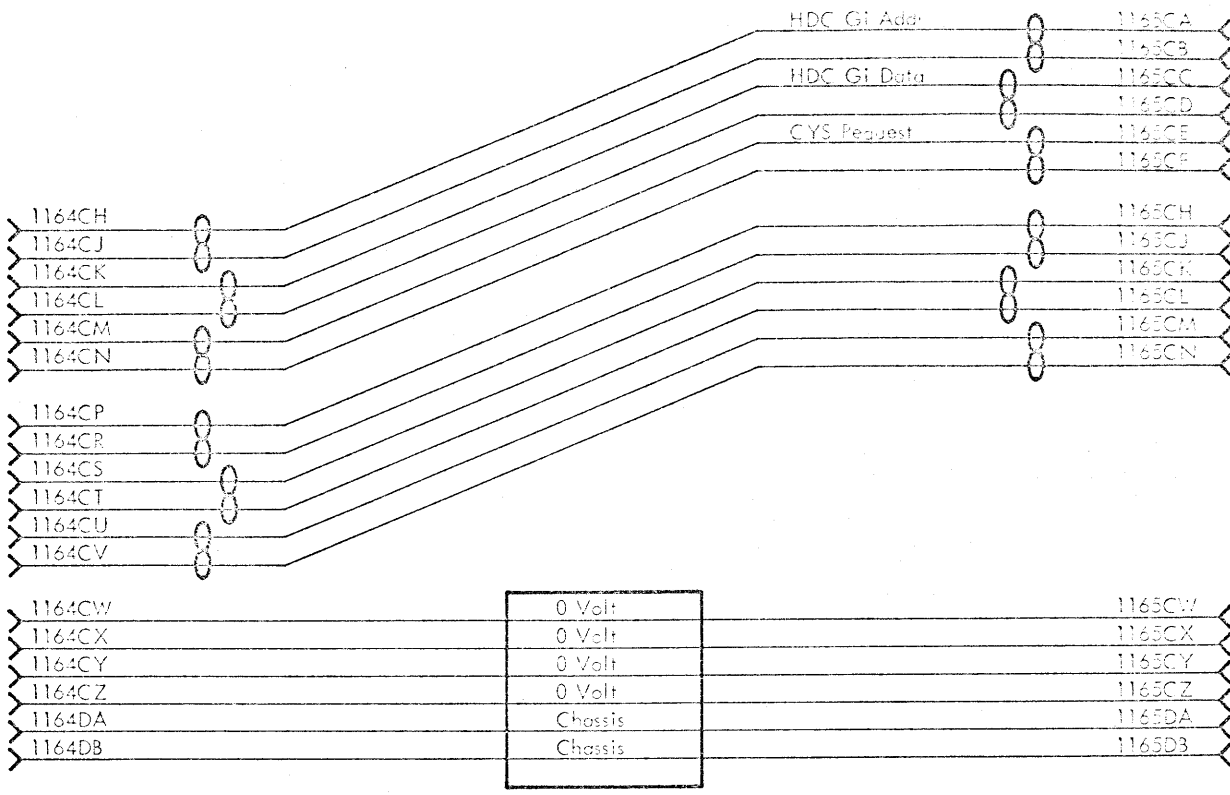 HDC Gi Addr 1165CA
1165CB
HDC Gi Data 1165CC
1165CD
CYS Request 1165CE
1165CF
1164CH 1165CH
1164CJ 1165CJ
1164CK 1165CK
1164CL 1165CL
1164CM 1165CM
1164CN 1165CN
1164CP
1164CR
1164CS
1164CT
1164CU
1164CV
1164CW 0 Volt 1165CW
1164CX 0 Volt 1165CX
1164CY 0 Volt 1165CY
1164CZ 0 Volt 1165CZ
1164DA Chassis 1165DA
1164DB Chassis 1165DB